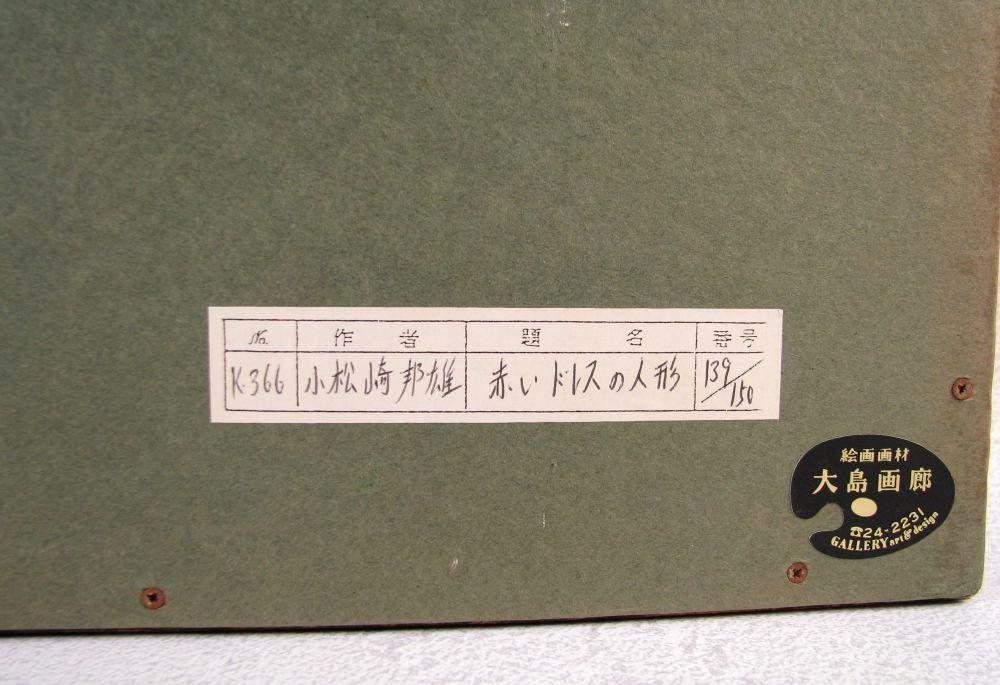 No. 作者 題名 番号
K-366 小松崎邦雄 赤いドレスの人形 139/150
絵画画材
大島画廊
☎24-2231
GALLERY art & design